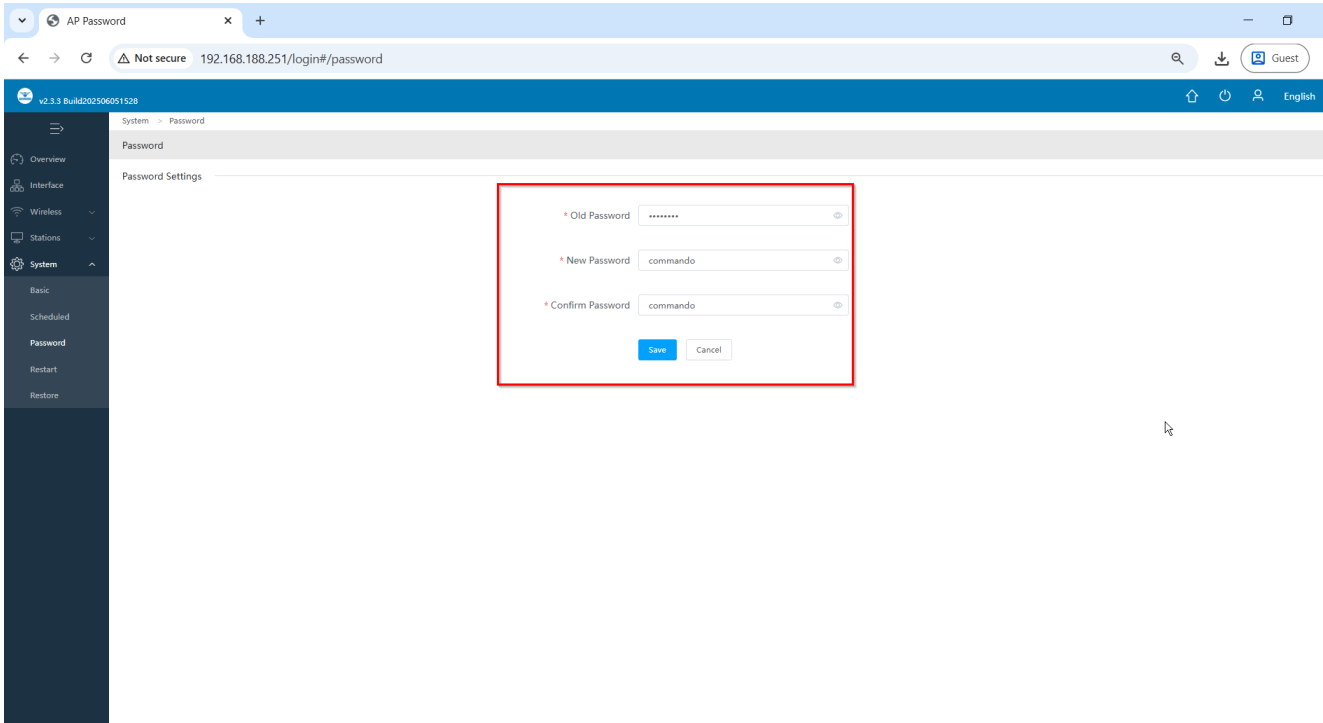 AP Password
Not secure 192.168.188.251/login#/password
Guest
v2.3.3 Build202506051528
English
System > Password
Password
Overview
Interface
Wireless
Stations
System
Basic
Scheduled
Password
Restart
Restore
Password Settings
* Old Password ••••••••
* New Password commando
* Confirm Password commando
Save Cancel